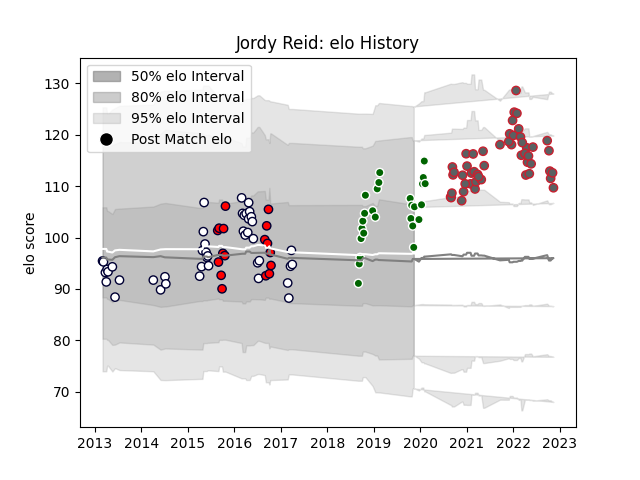 Jordy Reid: elo History
50% elo Interval
80% elo Interval
95% elo Interval
Post Match elo
elo score
130
120
110
100
90
80
70
2013 2014 2015 2016 2017 2018 2019 2020 2021 2022 2023